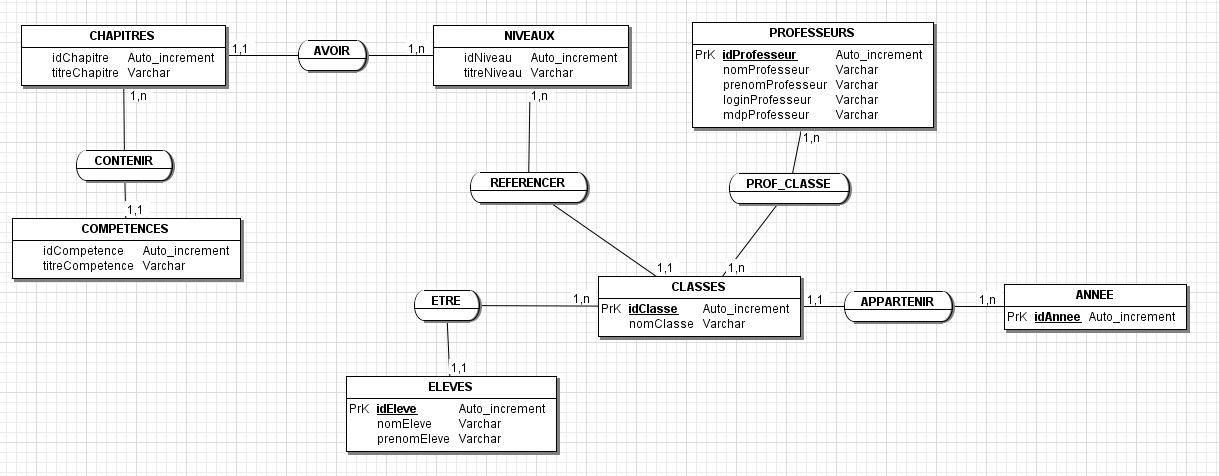 CHAPITRES
idChapitre Auto_increment
titreChapitre Varchar
1,1
AVOIR
1,n
NIVEAUX
idNiveau Auto_increment
titreNiveau Varchar
PROFESSEURS
PrK idProfesseur Auto_increment
nomProfesseur Varchar
prenomProfesseur Varchar
loginProfesseur Varchar
mdpProfesseur Varchar
1,n
1,n
1,n
CONTENIR
REFERENCER
PROF_CLASSE
1,1
COMPETENCES
idCompetence Auto_increment
titreCompetence Varchar
1,1
1,n
CLASSES
PrK idClasse Auto_increment
nomClasse Varchar
ETRE
1,n
1,1
APPARTENIR
1,n
ANNEE
PrK idAnnee Auto_increment
1,1
ELEVES
PrK idEleve Auto_increment
nomEleve Varchar
prenomEleve Varchar